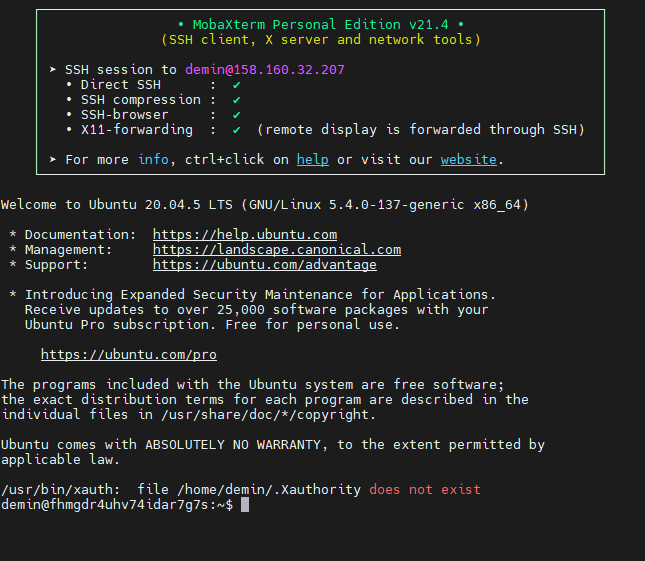 • MobaXterm Personal Edition v21.4 •
(SSH client, X server and network tools)
➤ SSH session to demin@158.160.32.207
• Direct SSH : ✔
• SSH compression : ✔
• SSH-browser : ✔
• X11-forwarding : ✔ (remote display is forwarded through SSH)
➤ For more info, ctrl+click on help or visit our website.
Welcome to Ubuntu 20.04.5 LTS (GNU/Linux 5.4.0-137-generic x86_64)
* Documentation: https://help.ubuntu.com
* Management: https://landscape.canonical.com
* Support: https://ubuntu.com/advantage
* Introducing Expanded Security Maintenance for Applications.
Receive updates to over 25,000 software packages with your
Ubuntu Pro subscription. Free for personal use.
https://ubuntu.com/pro
The programs included with the Ubuntu system are free software;
the exact distribution terms for each program are described in the
individual files in /usr/share/doc/*/copyright.
Ubuntu comes with ABSOLUTELY NO WARRANTY, to the extent permitted by
applicable law.
/usr/bin/xauth: file /home/demin/.Xauthority does not exist
demin@fhmgdr4uhv74idar7g7s:~$